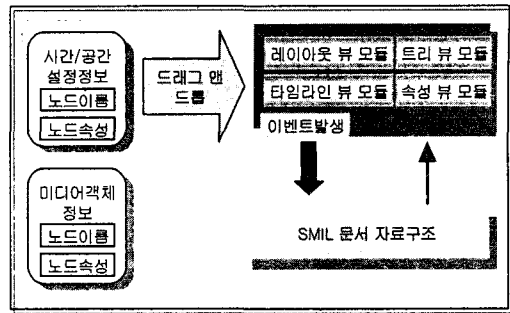 시간/공간
설정정보
노드이름
노드속성
미디어객체
정보
노드이름
노드속성
드래그 앤
드롭
레이아웃 뷰 모듈
트리 뷰 모듈
타임라인 뷰 모듈
속성 뷰 모듈
이벤트발생
SMIL 문서 자료구조